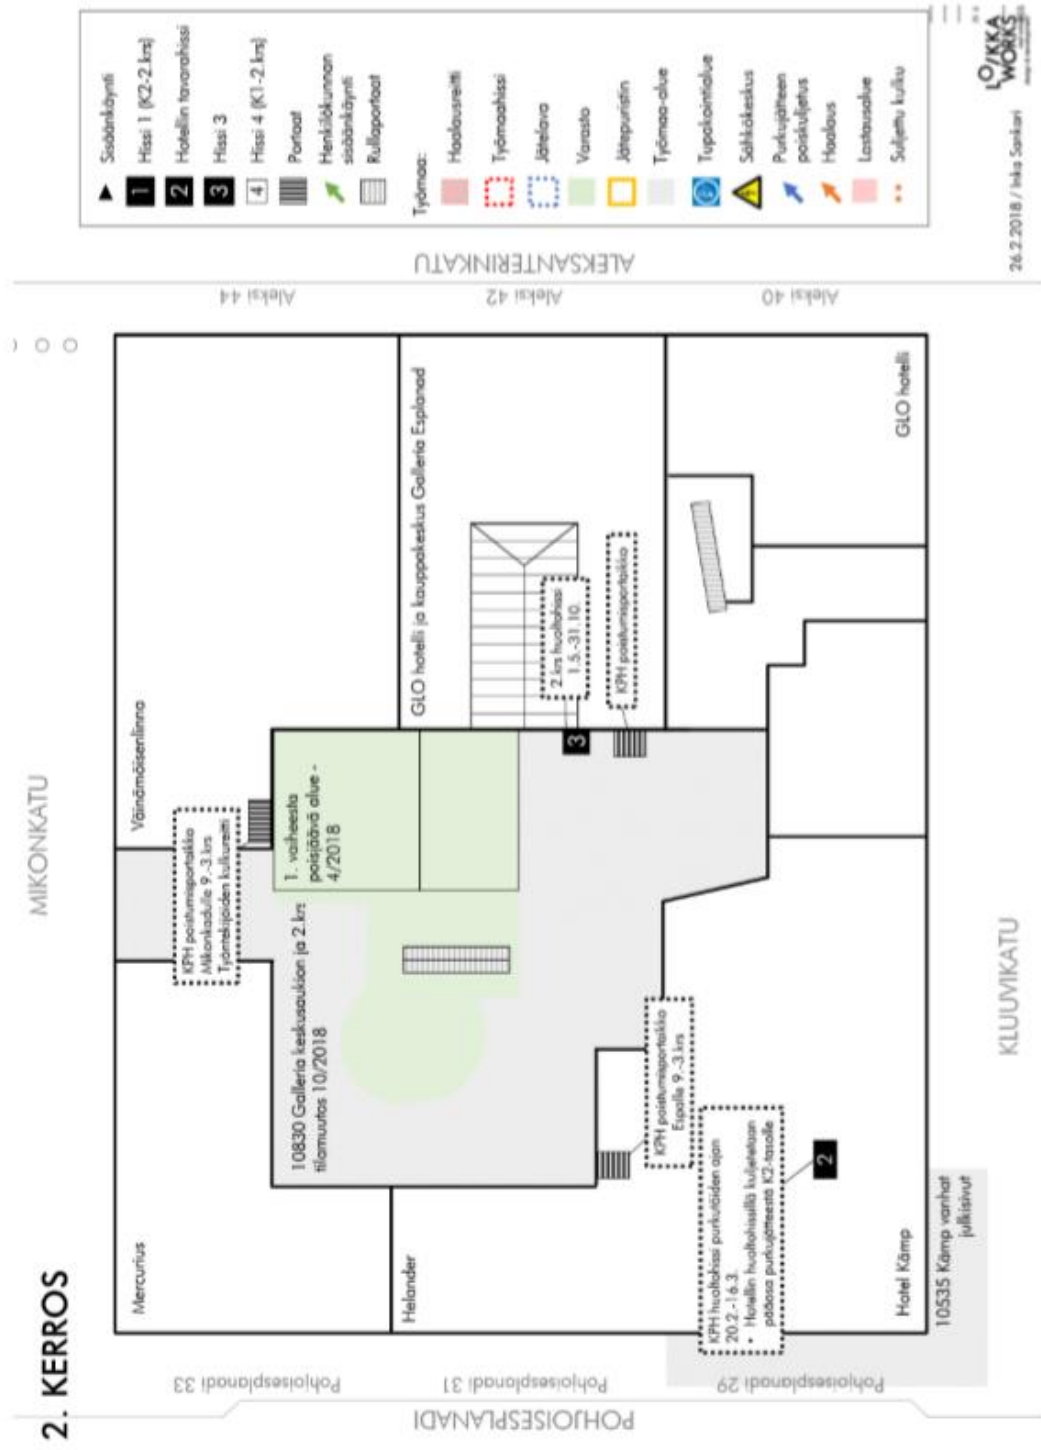 2. KERROS
MIKONKATU
Mercurius
Väinämöisenlinna
KPH poistumisportaikko
Mikonkadulle 9.-3.krs
Työntekijöiden kulkureitti
10830 Galleria keskusaukion ja 2.krs
tilamuutos 10/2018
1. vaiheesta
poisjäävä alue -
4/2018
Helander
GLO hotelli ja kauppakeskus Galleria Esplanad
2.krs huoltohissi
1.5.-31.10.
3
KPH poistumisportaikko
KPH poistumisportaikko
Espalle 9.-3.krs
KPH huoltohissi purkutöiden ajan
20.2.-16.3.
• Hotellin huoltohissillä kuljetetaan
pääosa purkujätteestä K2-tasolle
2
Hotel Kämp
GLO hotelli
10535 Kämp vanhat
julkisivut
KLUUVIKATU
POHJOISESPLANADI
Pohjoisesplanadi 33
Pohjoisesplanadi 31
Pohjoisesplanadi 29
ALEKSANTERINKATU
Aleksi 44
Aleksi 42
Aleksi 40
Sisäänkäynti
1 Hissi 1 (K2-2.krs)
2 Hotellin tavarahissi
3 Hissi 3
4 Hissi 4 (K1-2.krs)
Portaat
Henkilökunnan
sisäänkäynti
Rullaportaat
Työmaa:
Haalausreitti
Työmaahissi
Jätelava
Varasto
Jätepuristin
Työmaa-alue
Tupakointialue
Sähkökeskus
Purkujätteen
poiskuljetus
Haalaus
Lastausalue
Suljettu kulku
26.2.2018 / Inka Sankari
LO/KKA
WORKS